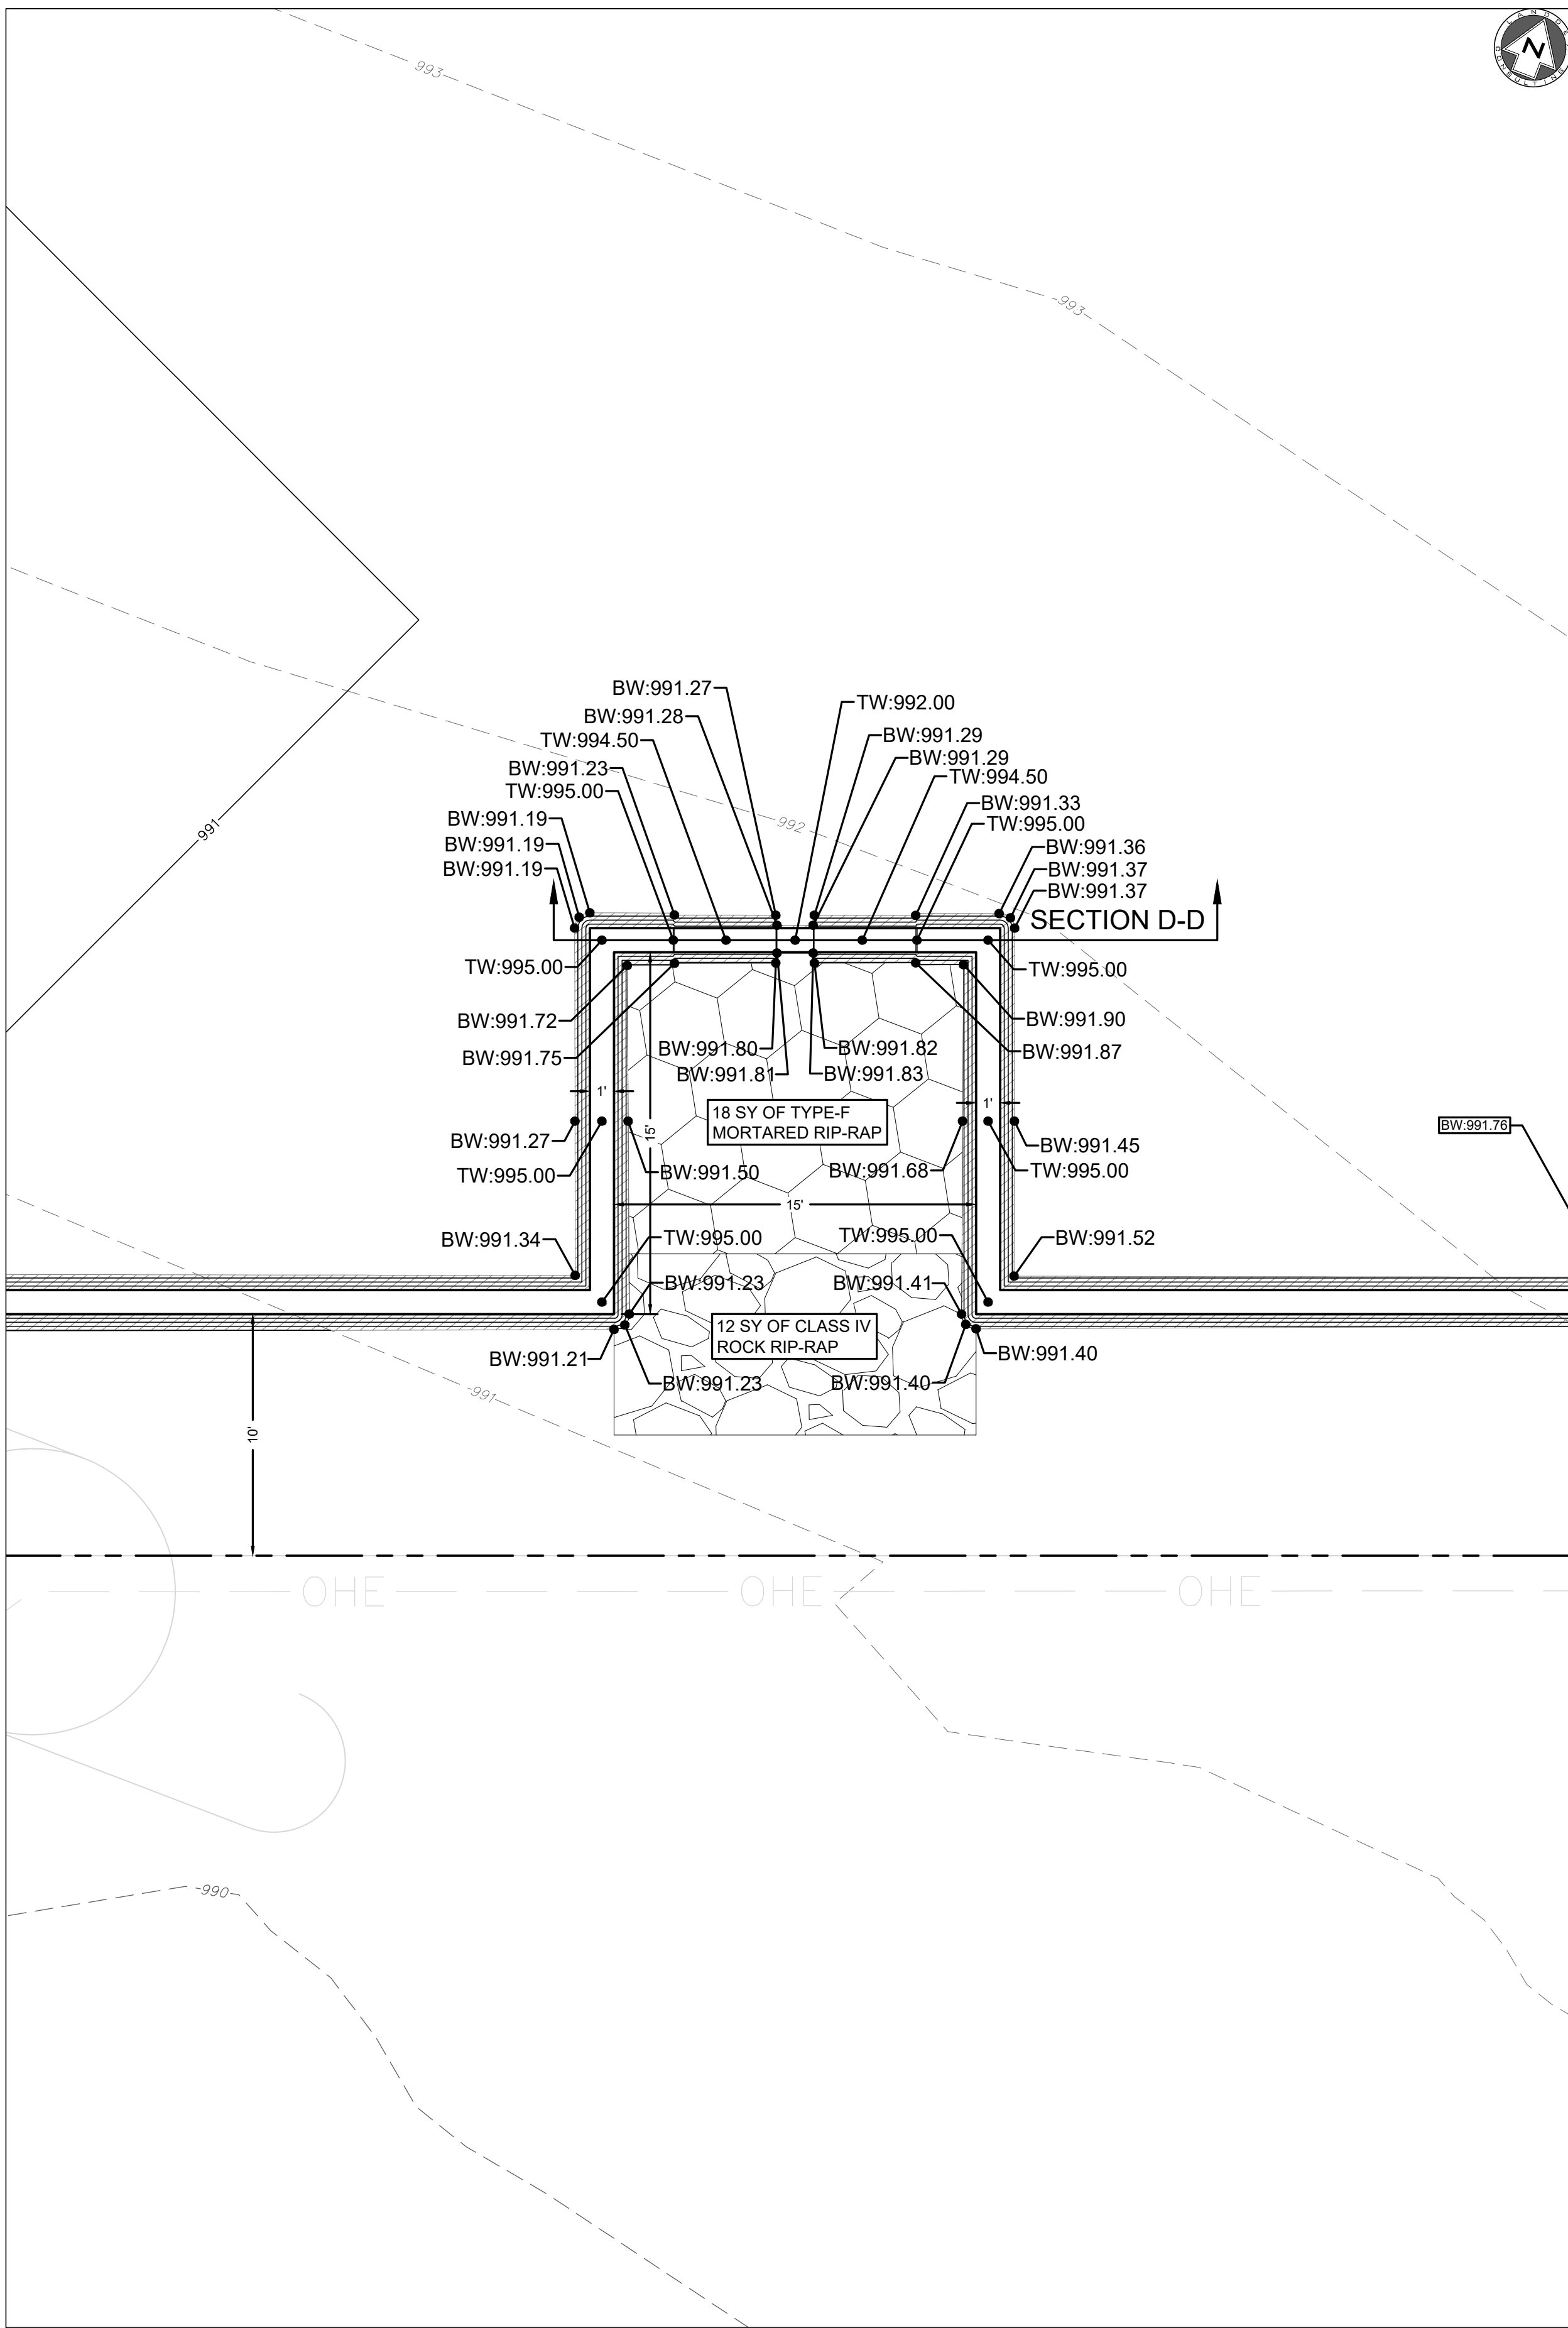 LANDDE
CONSULTING
N
993
993
BW:991.27
TW:992.00
BW:991.28
BW:991.29
TW:994.50
BW:991.29
BW:991.23
TW:994.50
TW:995.00
BW:991.33
BW:991.19
992
TW:995.00
991
BW:991.19
BW:991.36
BW:991.19
BW:991.37
BW:991.37
SECTION D-D
TW:995.00
TW:995.00
BW:991.72
BW:991.90
BW:991.75
BW:991.80
BW:991.82
BW:991.87
BW:991.81
BW:991.83
1'
1'
18 SY OF TYPE-F
MORTARED RIP-RAP
15'
BW:991.76
BW:991.27
BW:991.45
TW:995.00
BW:991.50
BW:991.68
TW:995.00
15'
BW:991.34
TW:995.00
TW:995.00
BW:991.52
BW:991.23
BW:991.41
12 SY OF CLASS IV
ROCK RIP-RAP
BW:991.21
BW:991.40
BW:991.23
BW:991.40
991
10'
OHE
OHE
OHE
990